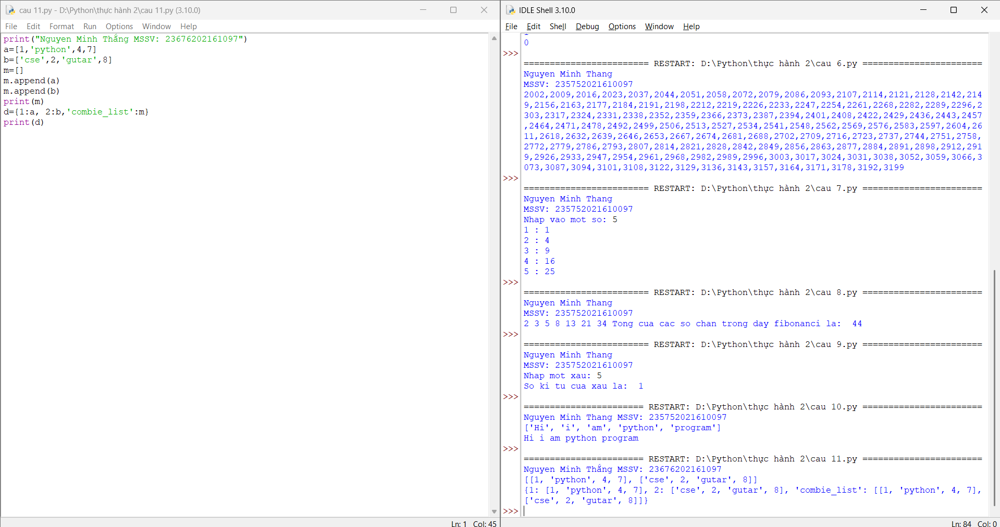 cau 11.py - D:\Python\thực hành 2\cau 11.py (3.10.0)
File Edit Format Run Options Window Help
print("Nguyen Minh Thắng MSSV: 23676202161097")
a=[1,'python',4,7]
b=['cse',2,'gutar',8]
m=[]
m.append(a)
m.append(b)
print(m)
d={1:a, 2:b,'combie_list':m}
print(d)
Ln: 1 Col: 45
IDLE Shell 3.10.0
File Edit Shell Debug Options Window Help
0
>>>
======================== RESTART: D:\Python\thực hành 2\cau 6.py =======================
Nguyen Minh Thang
MSSV: 235752021610097
2002,2009,2016,2023,2037,2044,2051,2058,2072,2079,2086,2093,2107,2114,2121,2128,2142,214
9,2156,2163,2177,2184,2191,2198,2212,2219,2226,2233,2247,2254,2261,2268,2282,2289,2296,2
303,2317,2324,2331,2338,2352,2359,2366,2373,2387,2394,2401,2408,2422,2429,2436,2443,2457
,2464,2471,2478,2492,2499,2506,2513,2527,2534,2541,2548,2562,2569,2576,2583,2597,2604,26
11,2618,2632,2639,2646,2653,2667,2674,2681,2688,2702,2709,2716,2723,2737,2744,2751,2758,
2772,2779,2786,2793,2807,2814,2821,2828,2842,2849,2856,2863,2877,2884,2891,2898,2912,291
9,2926,2933,2947,2954,2961,2968,2982,2989,2996,3003,3017,3024,3031,3038,3052,3059,3066,3
073,3087,3094,3101,3108,3122,3129,3136,3143,3157,3164,3171,3178,3192,3199
>>>
======================== RESTART: D:\Python\thực hành 2\cau 7.py =======================
Nguyen Minh Thang
MSSV: 235752021610097
Nhap vao mot so: 5
1 : 1
2 : 4
3 : 9
4 : 16
5 : 25
>>>
======================== RESTART: D:\Python\thực hành 2\cau 8.py =======================
Nguyen Minh Thang
MSSV: 235752021610097
2 3 5 8 13 21 34 Tong cua cac so chan trong day fibonanci la:  44
>>>
======================== RESTART: D:\Python\thực hành 2\cau 9.py =======================
Nguyen Minh Thang
MSSV: 235752021610097
Nhap mot xau: 5
So ki tu cua xau la:  1
>>>
======================= RESTART: D:\Python\thực hành 2\cau 10.py =======================
Nguyen Minh Thang MSSV: 235752021610097
['Hi', 'i', 'am', 'python', 'program']
Hi i am python program
>>>
======================= RESTART: D:\Python\thực hành 2\cau 11.py =======================
Nguyen Minh Thắng MSSV: 23676202161097
[[1, 'python', 4, 7], ['cse', 2, 'gutar', 8]]
{1: [1, 'python', 4, 7], 2: ['cse', 2, 'gutar', 8], 'combie_list': [[1, 'python', 4, 7],
['cse', 2, 'gutar', 8]]}
>>>
Ln: 84 Col: 0